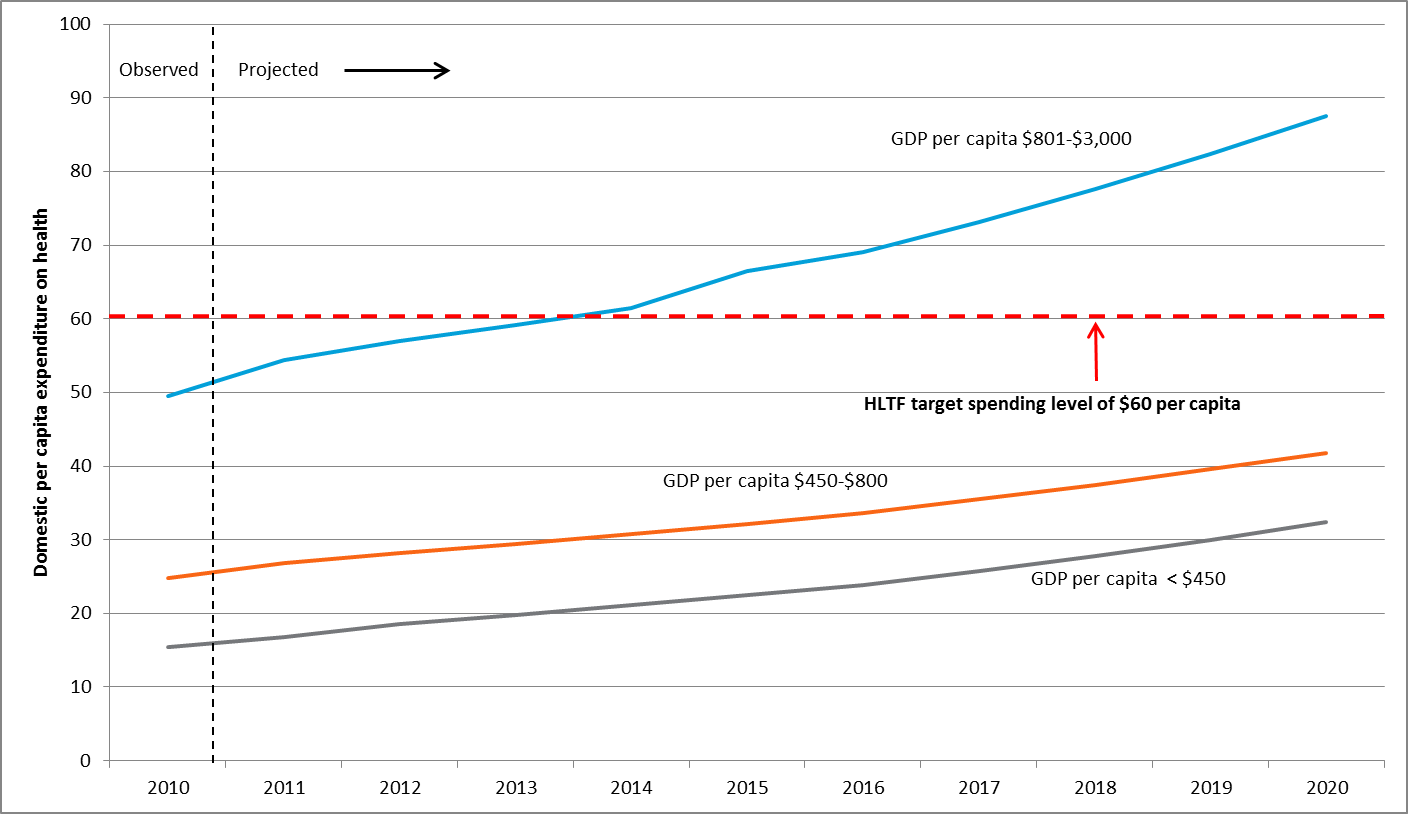 100
Observed
Projected
90
GDP per capita $801-$3,000
80
70
60
50
HLTF target spending level of $60 per capita
40
GDP per capita $450-$800
30
GDP per capita < $450
20
10
0
Domestic per capita expenditure on health
2010 2011 2012 2013 2014 2015 2016 2017 2018 2019 2020